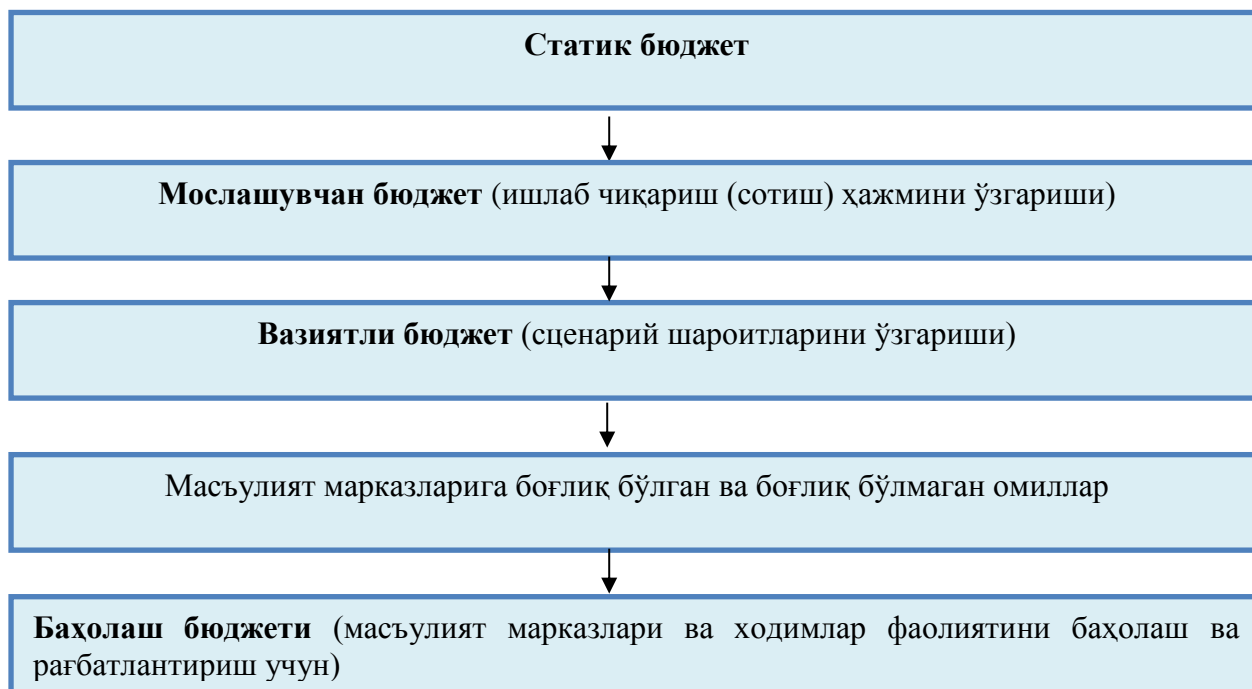 Статик бюджет
Мослашувчан бюджет (ишлаб чиқариш (сотиш) ҳажмини ўзгариши)
Вазиятли бюджет (сценарий шароитларини ўзгариши)
Масъулият марказларига боғлиқ бўлган ва боғлиқ бўлмаган омиллар
Баҳолаш бюджети (масъулият марказлари ва ходимлар фаолиятини баҳолаш ва
рағбатлантириш учун)